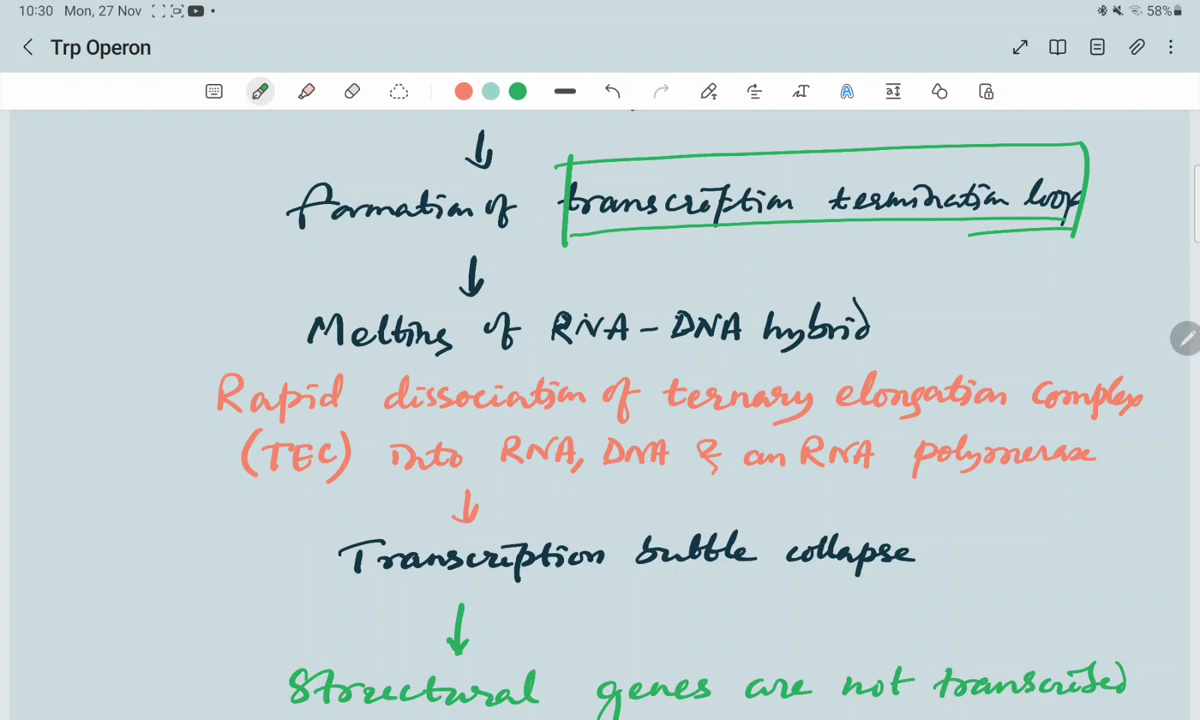 10:30 Mon, 27 Nov 58%
Trp Operon
↓
Formation of transcription termination loop
↓
Melting of RNA-DNA hybrid
Rapid dissociation of ternary elongation complex
(TEC) into RNA, DNA & an RNA polymerase
↓
Transcription bubble collapse
↓
Structural genes are not transcribed